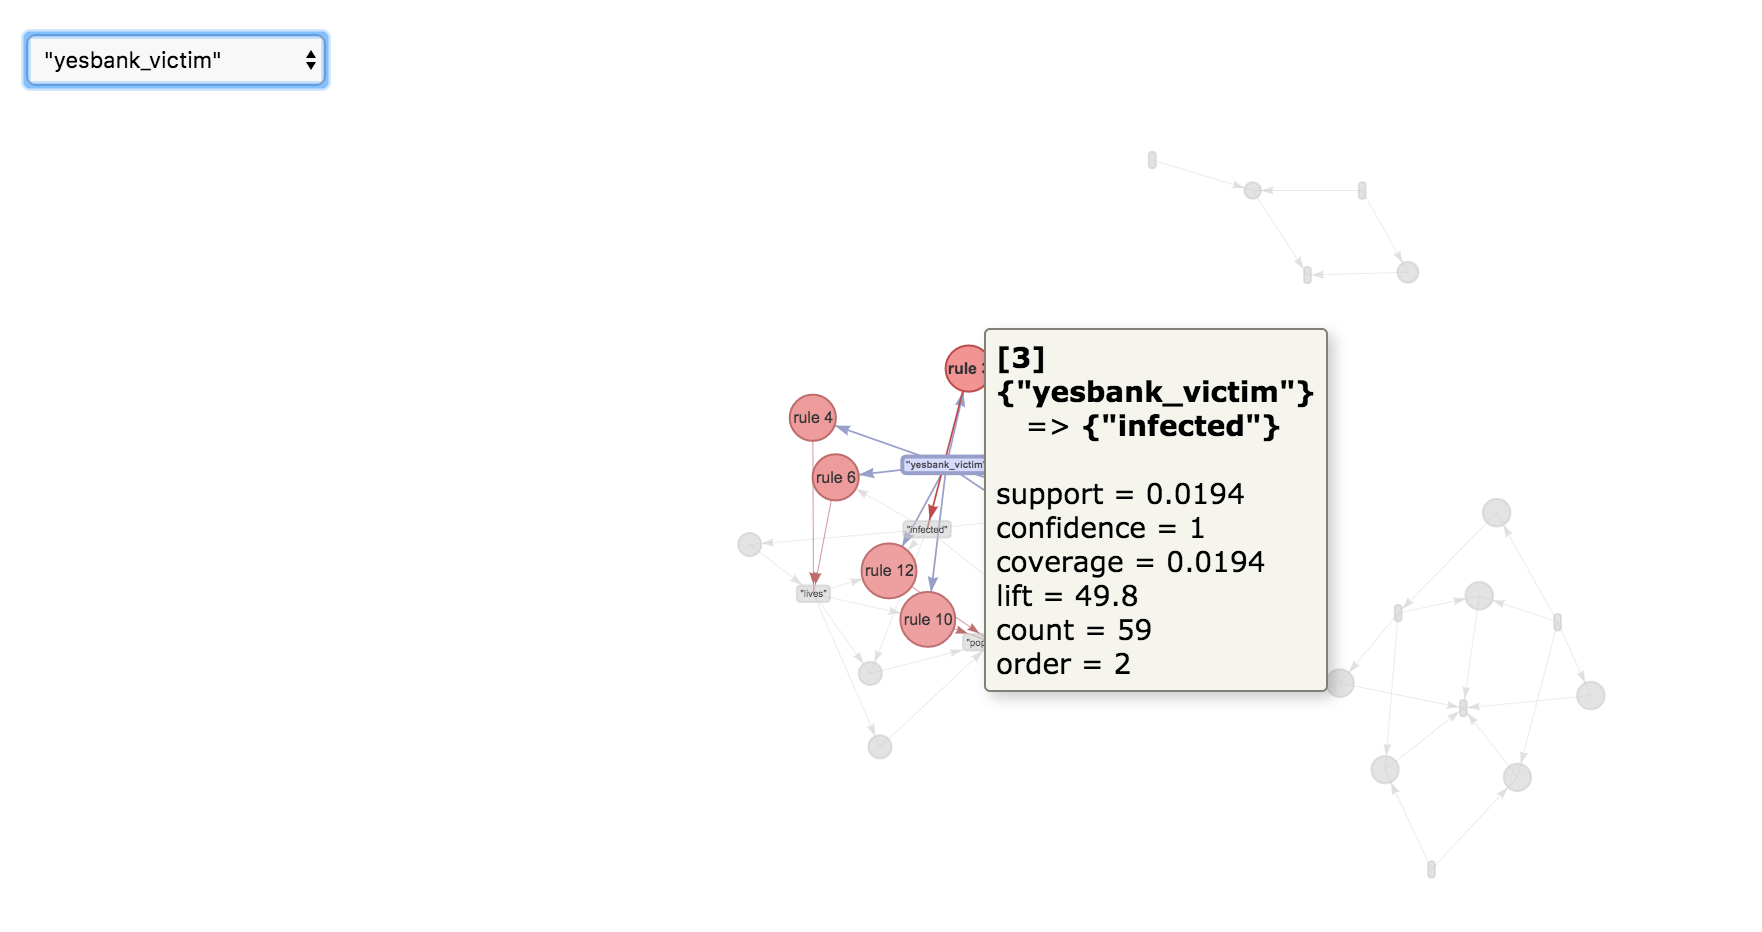 "yesbank_victim"
rule
rule 4
rule 6
"yesbank_victim"
"infected"
rule 12
"lives"
rule 10
"pop
[3]
{"yesbank_victim"}
=> {"infected"}
support = 0.0194
confidence = 1
coverage = 0.0194
lift = 49.8
count = 59
order = 2